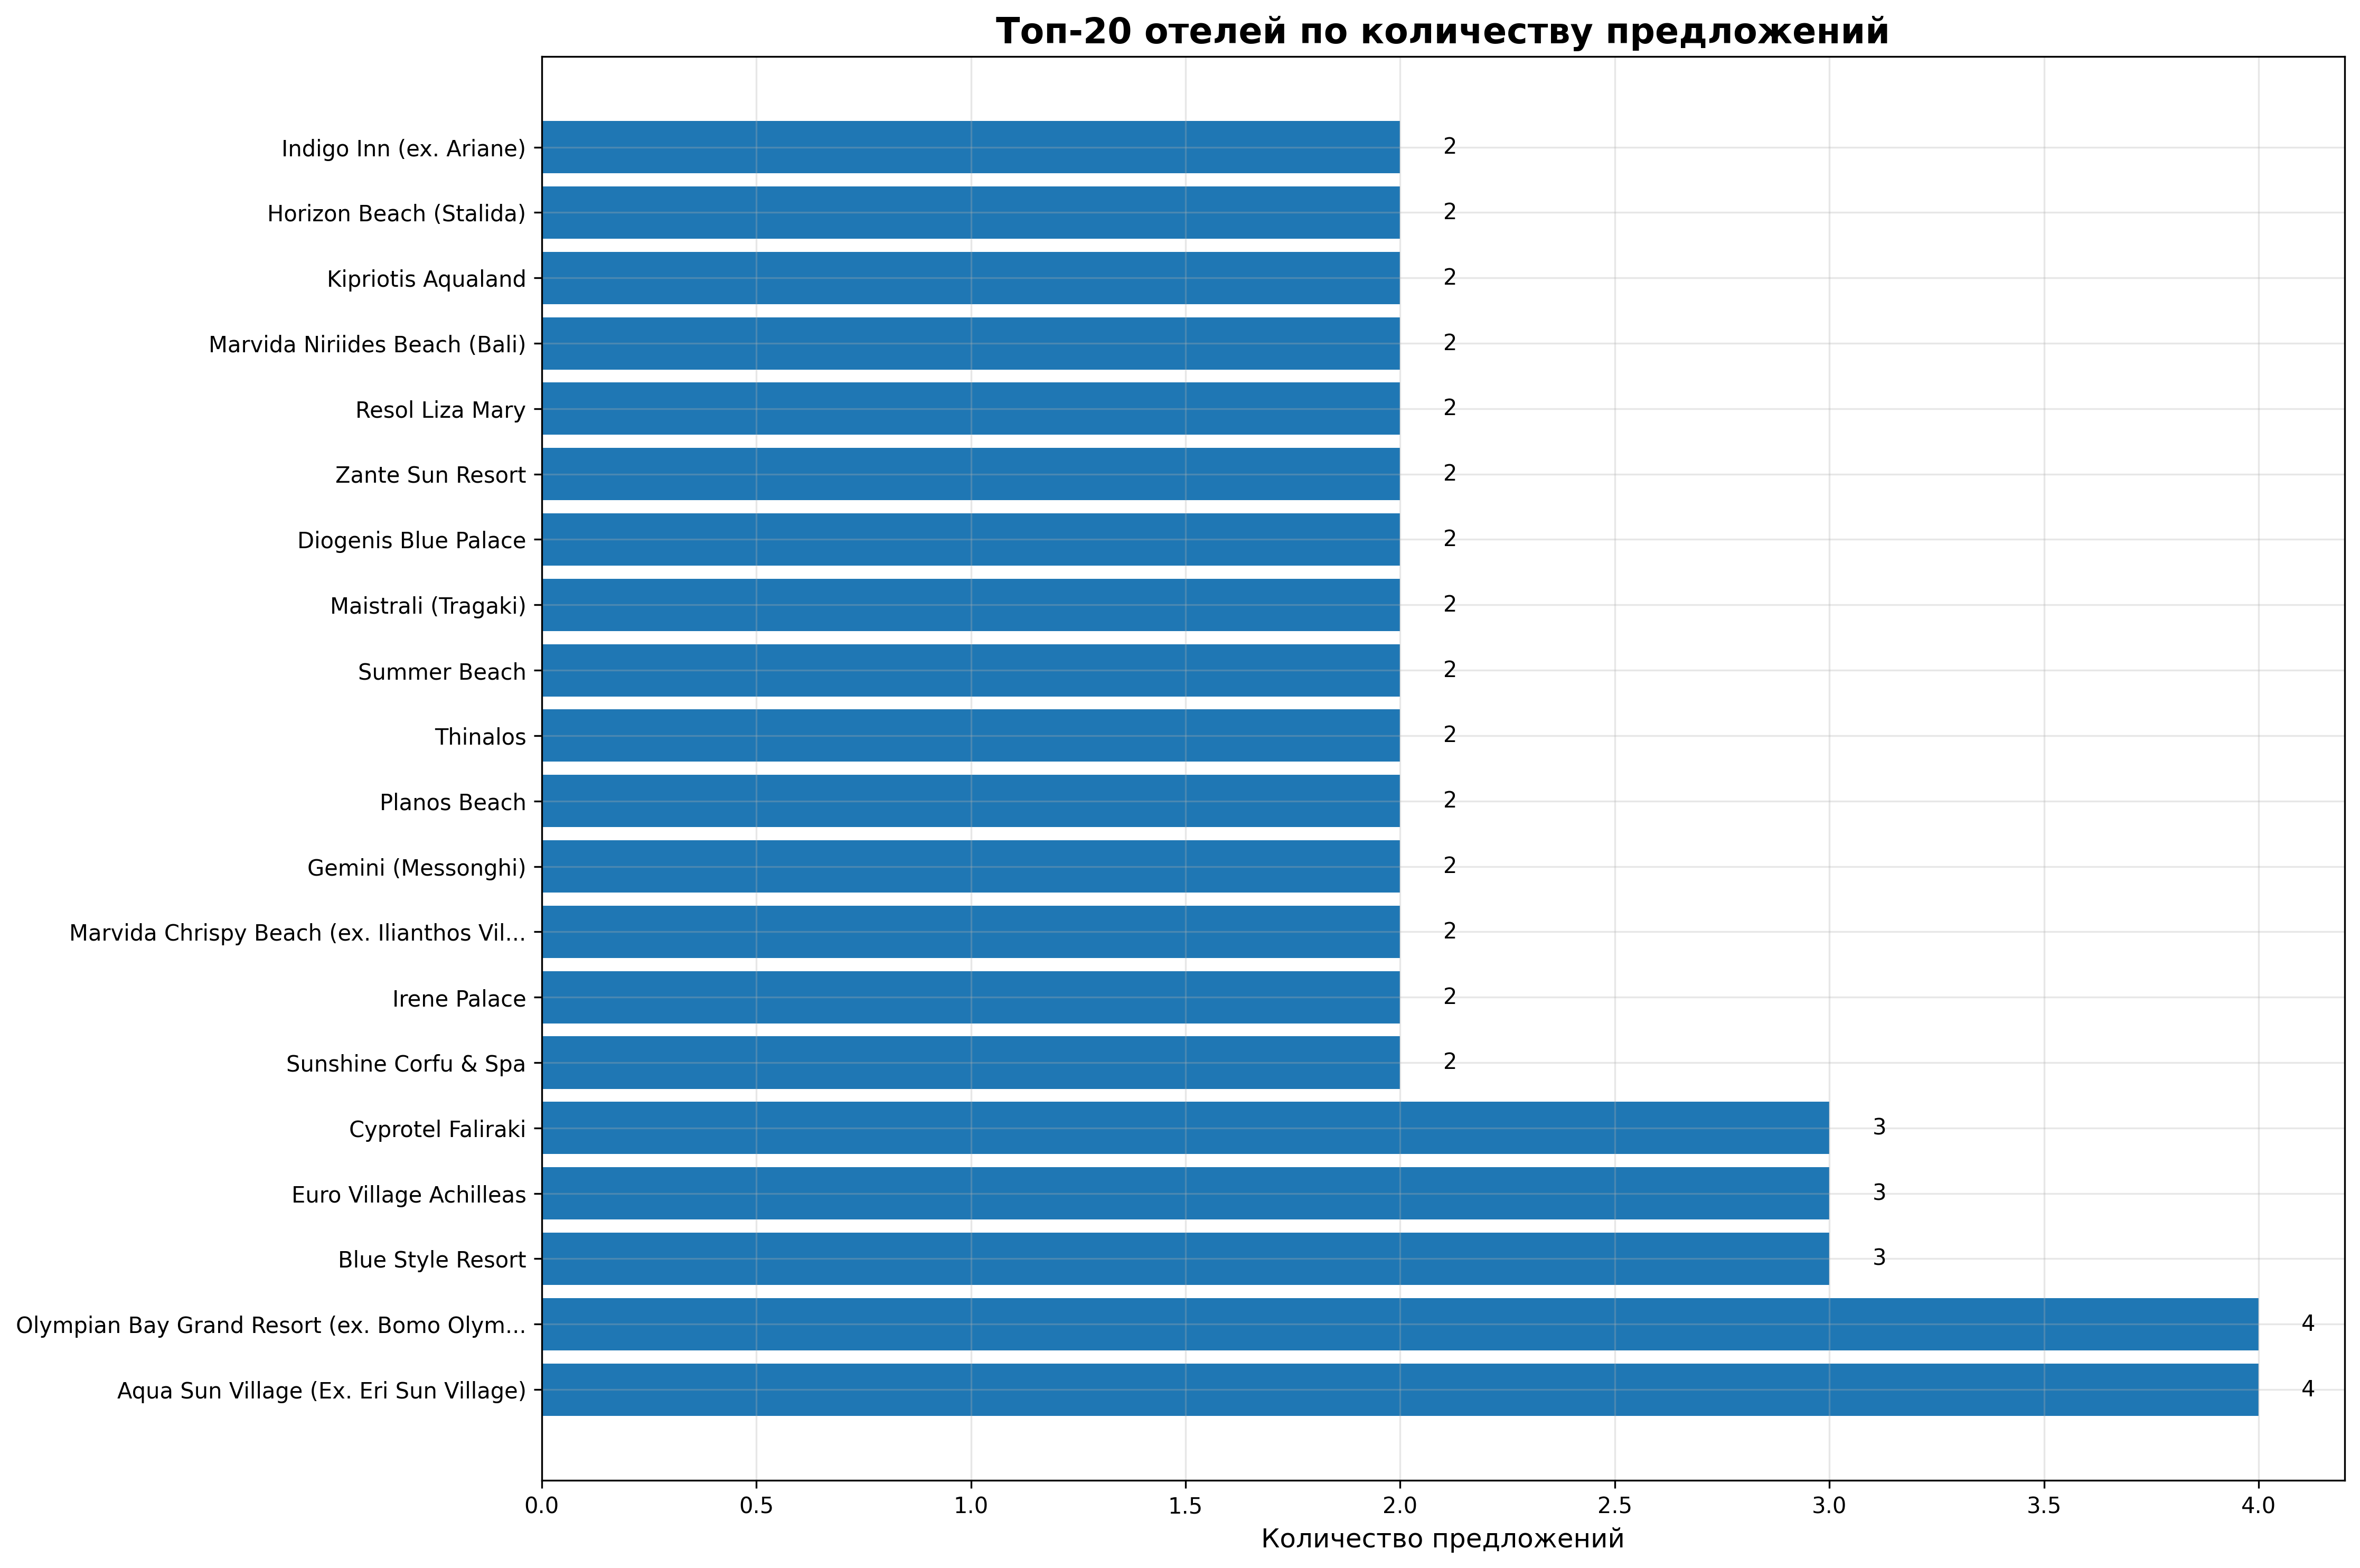 Топ-20 отелей по количеству предложений
Indigo Inn (ex. Ariane) 2
Horizon Beach (Stalida) 2
Kipriotis Aqualand 2
Marvida Niriides Beach (Bali) 2
Resol Liza Mary 2
Zante Sun Resort 2
Diogenis Blue Palace 2
Maistrali (Tragaki) 2
Summer Beach 2
Thinalos 2
Planos Beach 2
Gemini (Messonghi) 2
Marvida Chrispy Beach (ex. Ilianthos Vil... 2
Irene Palace 2
Sunshine Corfu & Spa 2
Cyprotel Faliraki 3
Euro Village Achilleas 3
Blue Style Resort 3
Olympian Bay Grand Resort (ex. Bomo Olym... 4
Aqua Sun Village (Ex. Eri Sun Village) 4
0.0 0.5 1.0 1.5 2.0 2.5 3.0 3.5 4.0
Количество предложений